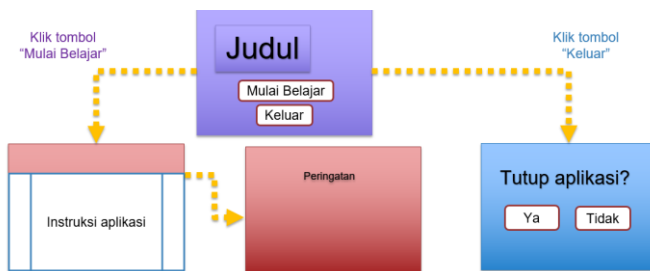 Klik tombol
“Mulai Belajar”
Judul
Mulai Belajar
Keluar
Klik tombol
“Keluar”
Instruksi aplikasi
Peringatan
Tutup aplikasi?
Ya
Tidak